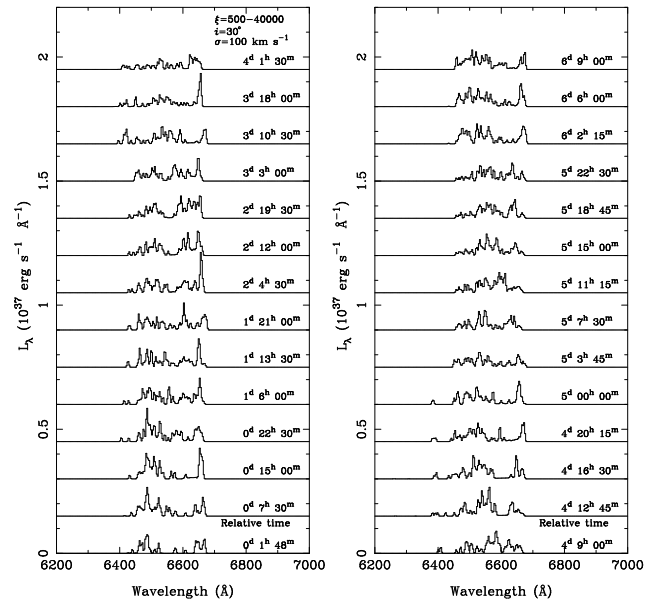 ξ=500−40000
i=30°
σ=100 km s⁻¹
2
4ᵈ 1ʰ 30ᵐ
3ᵈ 18ʰ 00ᵐ
3ᵈ 10ʰ 30ᵐ
1.5
3ᵈ 3ʰ 00ᵐ
2ᵈ 19ʰ 30ᵐ
2ᵈ 12ʰ 00ᵐ
2ᵈ 4ʰ 30ᵐ
L_λ (10³⁷ erg s⁻¹ Å⁻¹)
1
1ᵈ 21ʰ 00ᵐ
1ᵈ 13ʰ 30ᵐ
1ᵈ 6ʰ 00ᵐ
0.5
0ᵈ 22ʰ 30ᵐ
0ᵈ 15ʰ 00ᵐ
0ᵈ 7ʰ 30ᵐ
Relative time
0ᵈ 1ʰ 48ᵐ
0
6200 6400 6600 6800 7000
Wavelength (Å)
2
6ᵈ 9ʰ 00ᵐ
6ᵈ 6ʰ 00ᵐ
6ᵈ 2ʰ 15ᵐ
1.5
5ᵈ 22ʰ 30ᵐ
5ᵈ 18ʰ 45ᵐ
5ᵈ 15ʰ 00ᵐ
5ᵈ 11ʰ 15ᵐ
L_λ (10³⁷ erg s⁻¹ Å⁻¹)
1
5ᵈ 7ʰ 30ᵐ
5ᵈ 3ʰ 45ᵐ
5ᵈ 00ʰ 00ᵐ
0.5
4ᵈ 20ʰ 15ᵐ
4ᵈ 16ʰ 30ᵐ
4ᵈ 12ʰ 45ᵐ
Relative time
4ᵈ 9ʰ 00ᵐ
0
6200 6400 6600 6800 7000
Wavelength (Å)